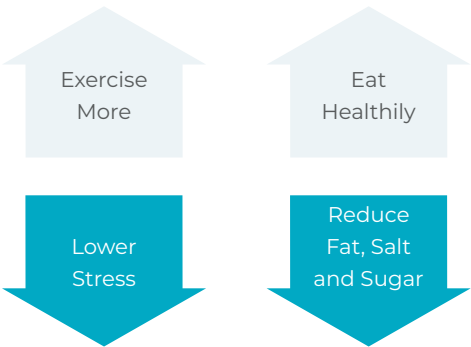 Exercise
More
Eat
Healthily
Lower
Stress
Reduce
Fat, Salt
and Sugar